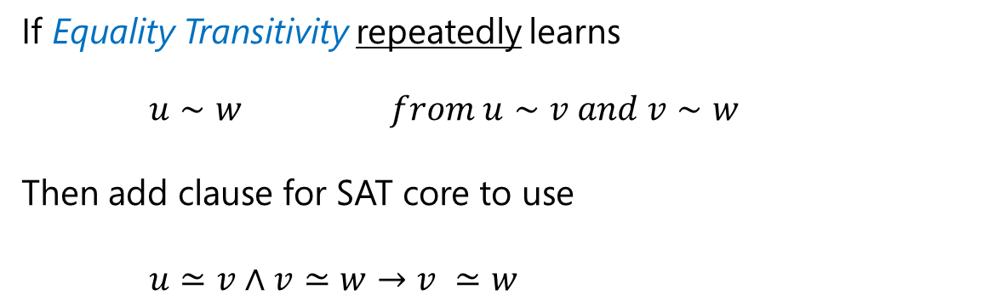 If Equality Transitivity repeatedly learns
u ~ w from u ~ v and v ~ w
Then add clause for SAT core to use
u ≃ v ∧ v ≃ w → v ≃ w